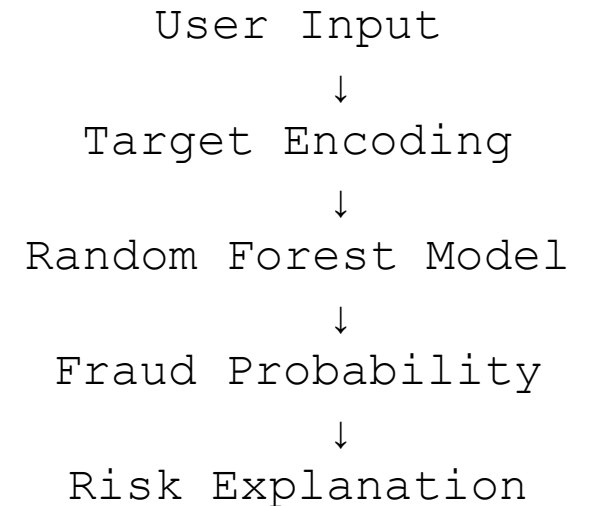 User Input
↓
Target Encoding
↓
Random Forest Model
↓
Fraud Probability
↓
Risk Explanation